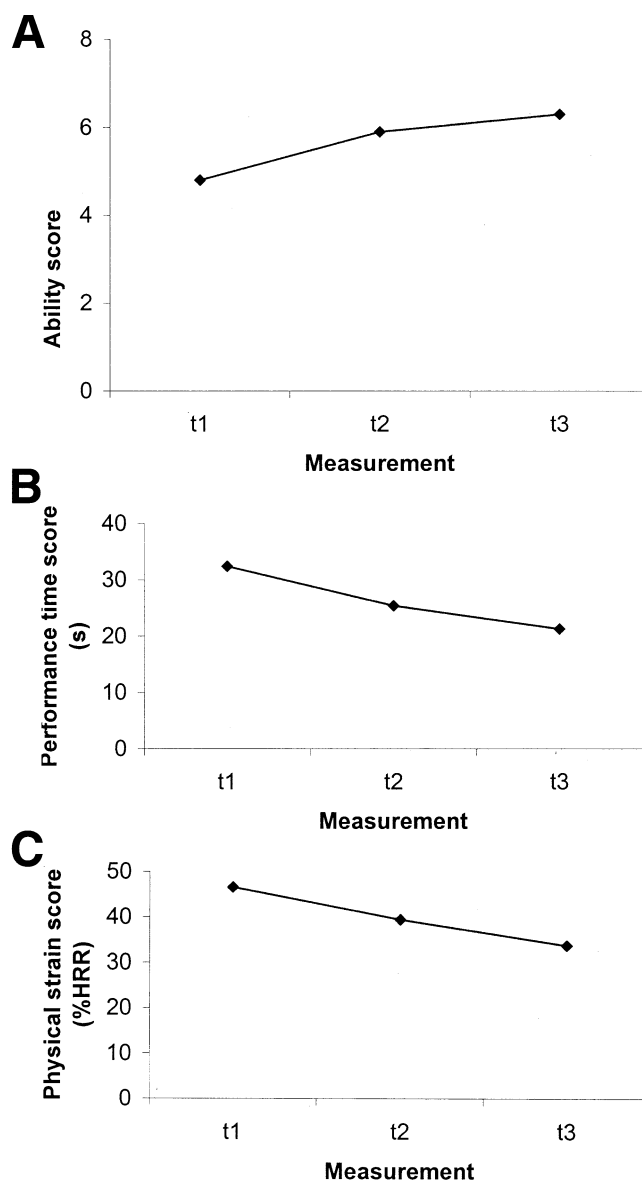 A
8
6
4
2
0
Ability score
t1 t2 t3
Measurement
B
40
30
20
10
0
Performance time score
(s)
t1 t2 t3
Measurement
C
50
40
30
20
10
0
Physical strain score
(%HRR)
t1 t2 t3
Measurement